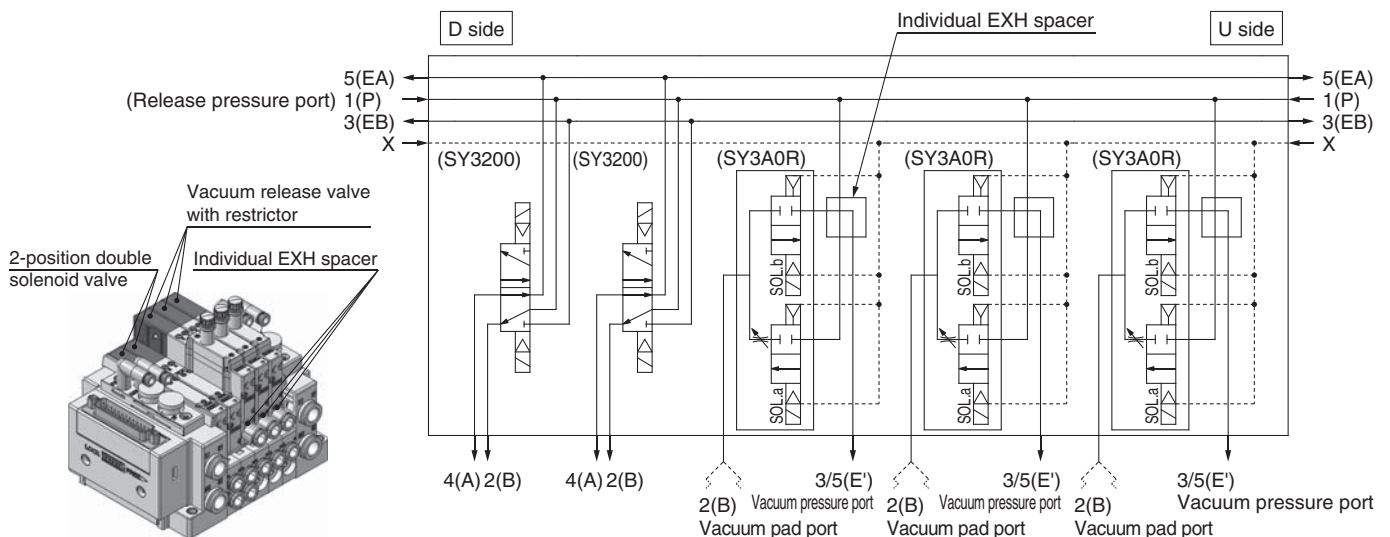 D side
Individual EXH spacer
U side
5(EA)
5(EA)
(Release pressure port) 1(P)
1(P)
3(EB)
3(EB)
X
X
(SY3200)
(SY3200)
(SY3A0R)
(SY3A0R)
(SY3A0R)
Vacuum release valve
with restrictor
2-position double
solenoid valve
Individual EXH spacer
SOL.b
SOL.b
SOL.b
SOL.a
SOL.a
SOL.a
4(A) 2(B)
4(A) 2(B)
2(B)
Vacuum pad port
3/5(E')
Vacuum pressure port
2(B)
Vacuum pad port
3/5(E')
Vacuum pressure port
2(B)
Vacuum pad port
3/5(E')
Vacuum pressure port